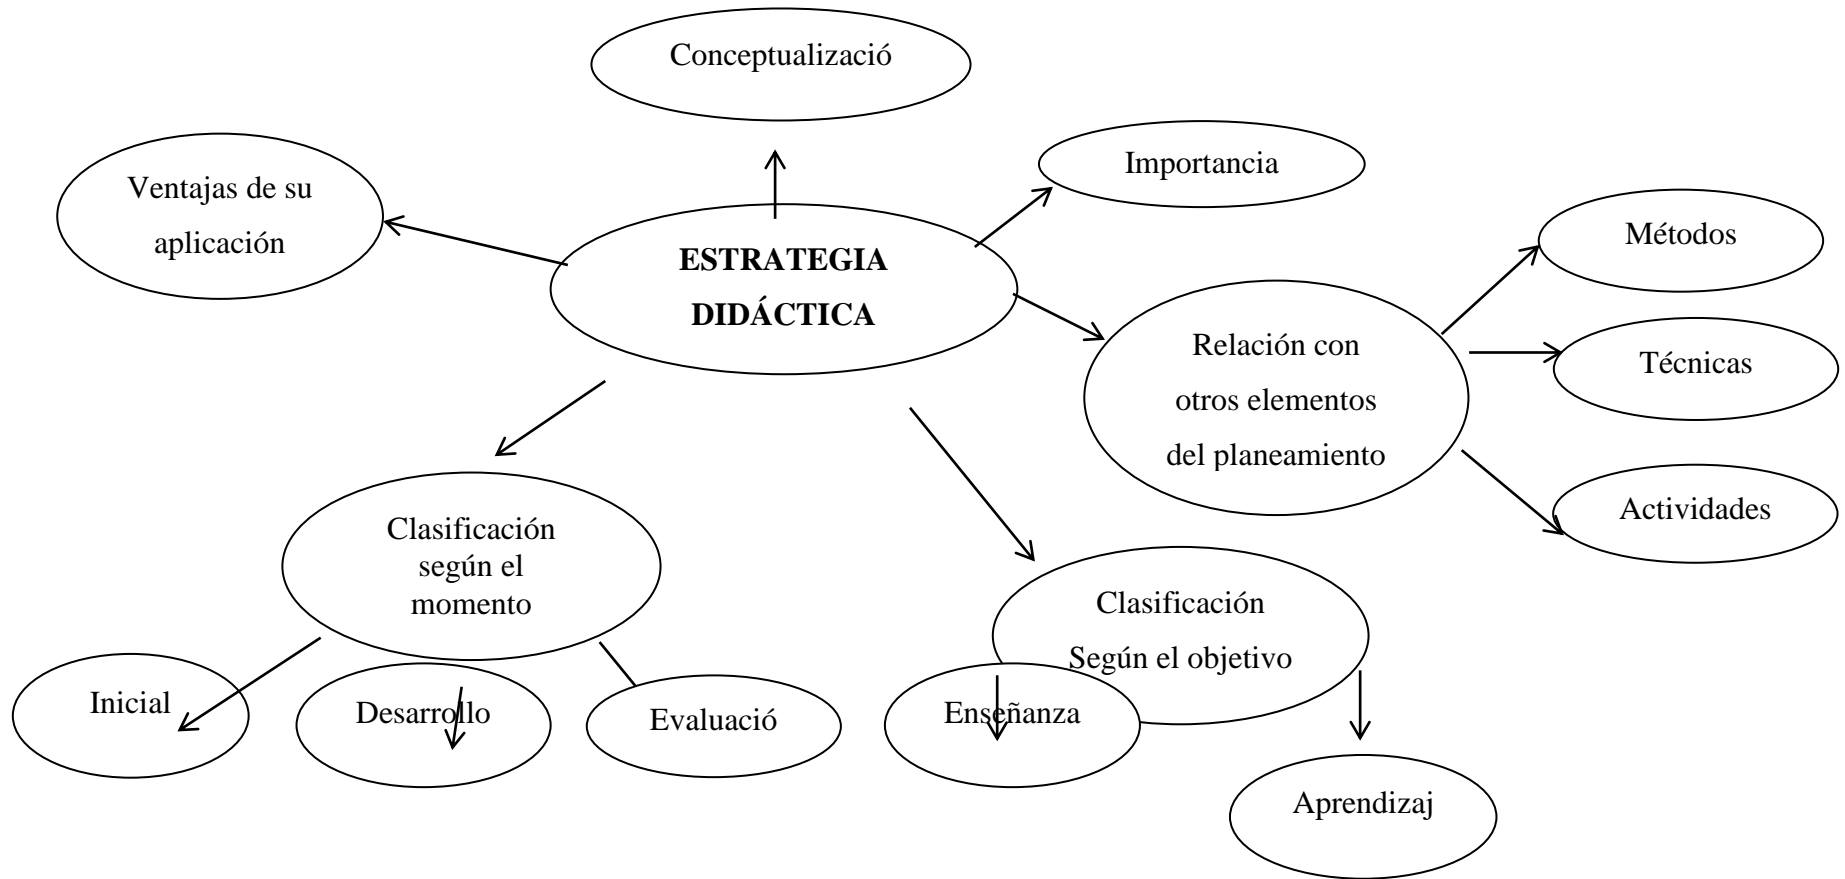 Conceptualizació
Importancia
Ventajas de su
aplicación
ESTRATEGIA
DIDÁCTICA
Métodos
Relación con
otros elementos
del planeamiento
Técnicas
Actividades
Clasificación
según el
momento
Clasificación
Según el objetivo
Inicial
Desarrollo
Evaluació
Enseñanza
Aprendizaj